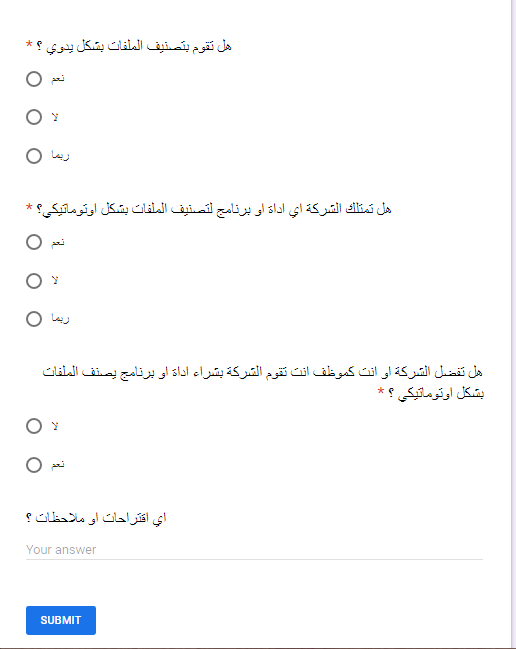 هل تقوم بتصنيف الملفات بشكل يدوي ؟ *
نعم
لا
ربما
هل تمتلك الشركة اي اداة او برنامج لتصنيف الملفات بشكل اوتوماتيكي؟ *
نعم
لا
ربما
هل تفضل الشركة او انت كموظف انت تقوم الشركة بشراء اداة او برنامج يصنف الملفات
بشكل اوتوماتيكي ؟ *
لا
نعم
اي اقتراحات او ملاحظات ؟
Your answer
SUBMIT